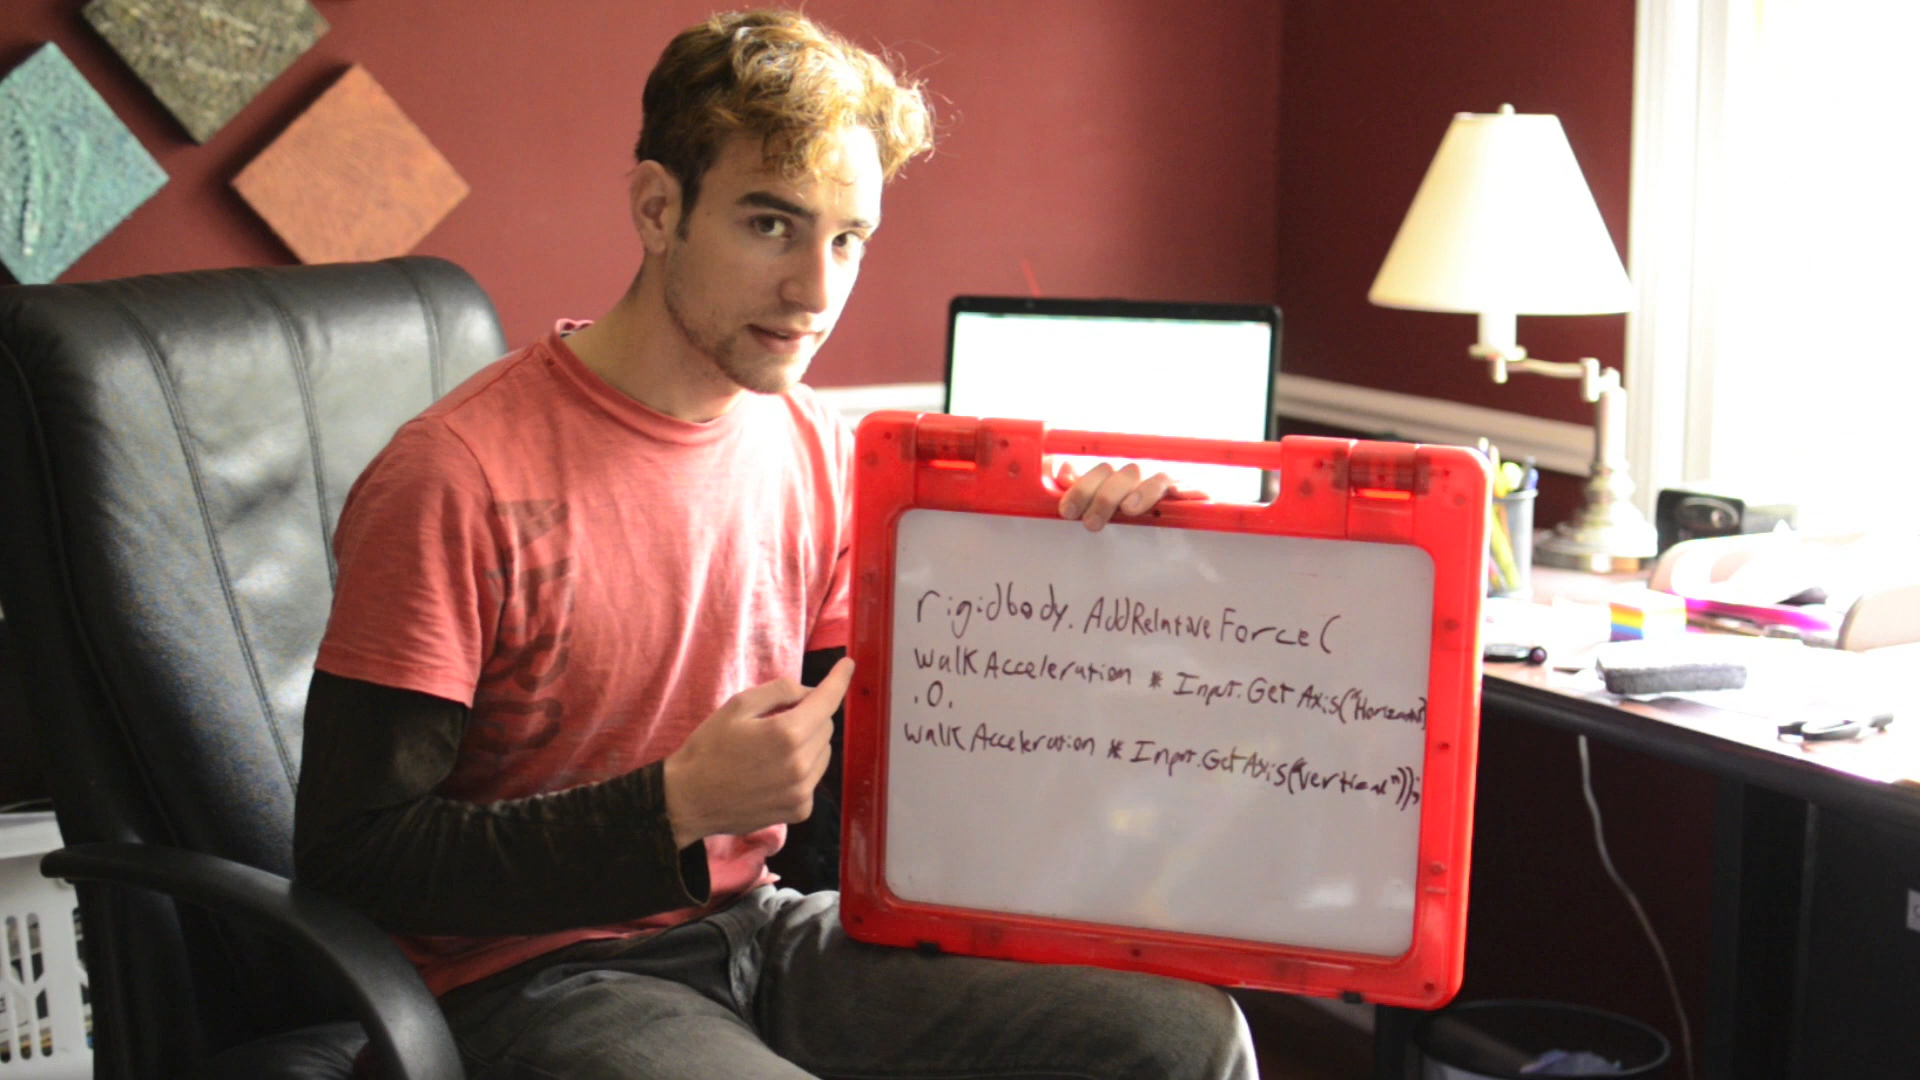 rigidbody.AddRelativeForce(
walkAcceleration * Input.GetAxis("Horizontal")
,0,
walkAcceleration * Input.GetAxis("Vertical"));